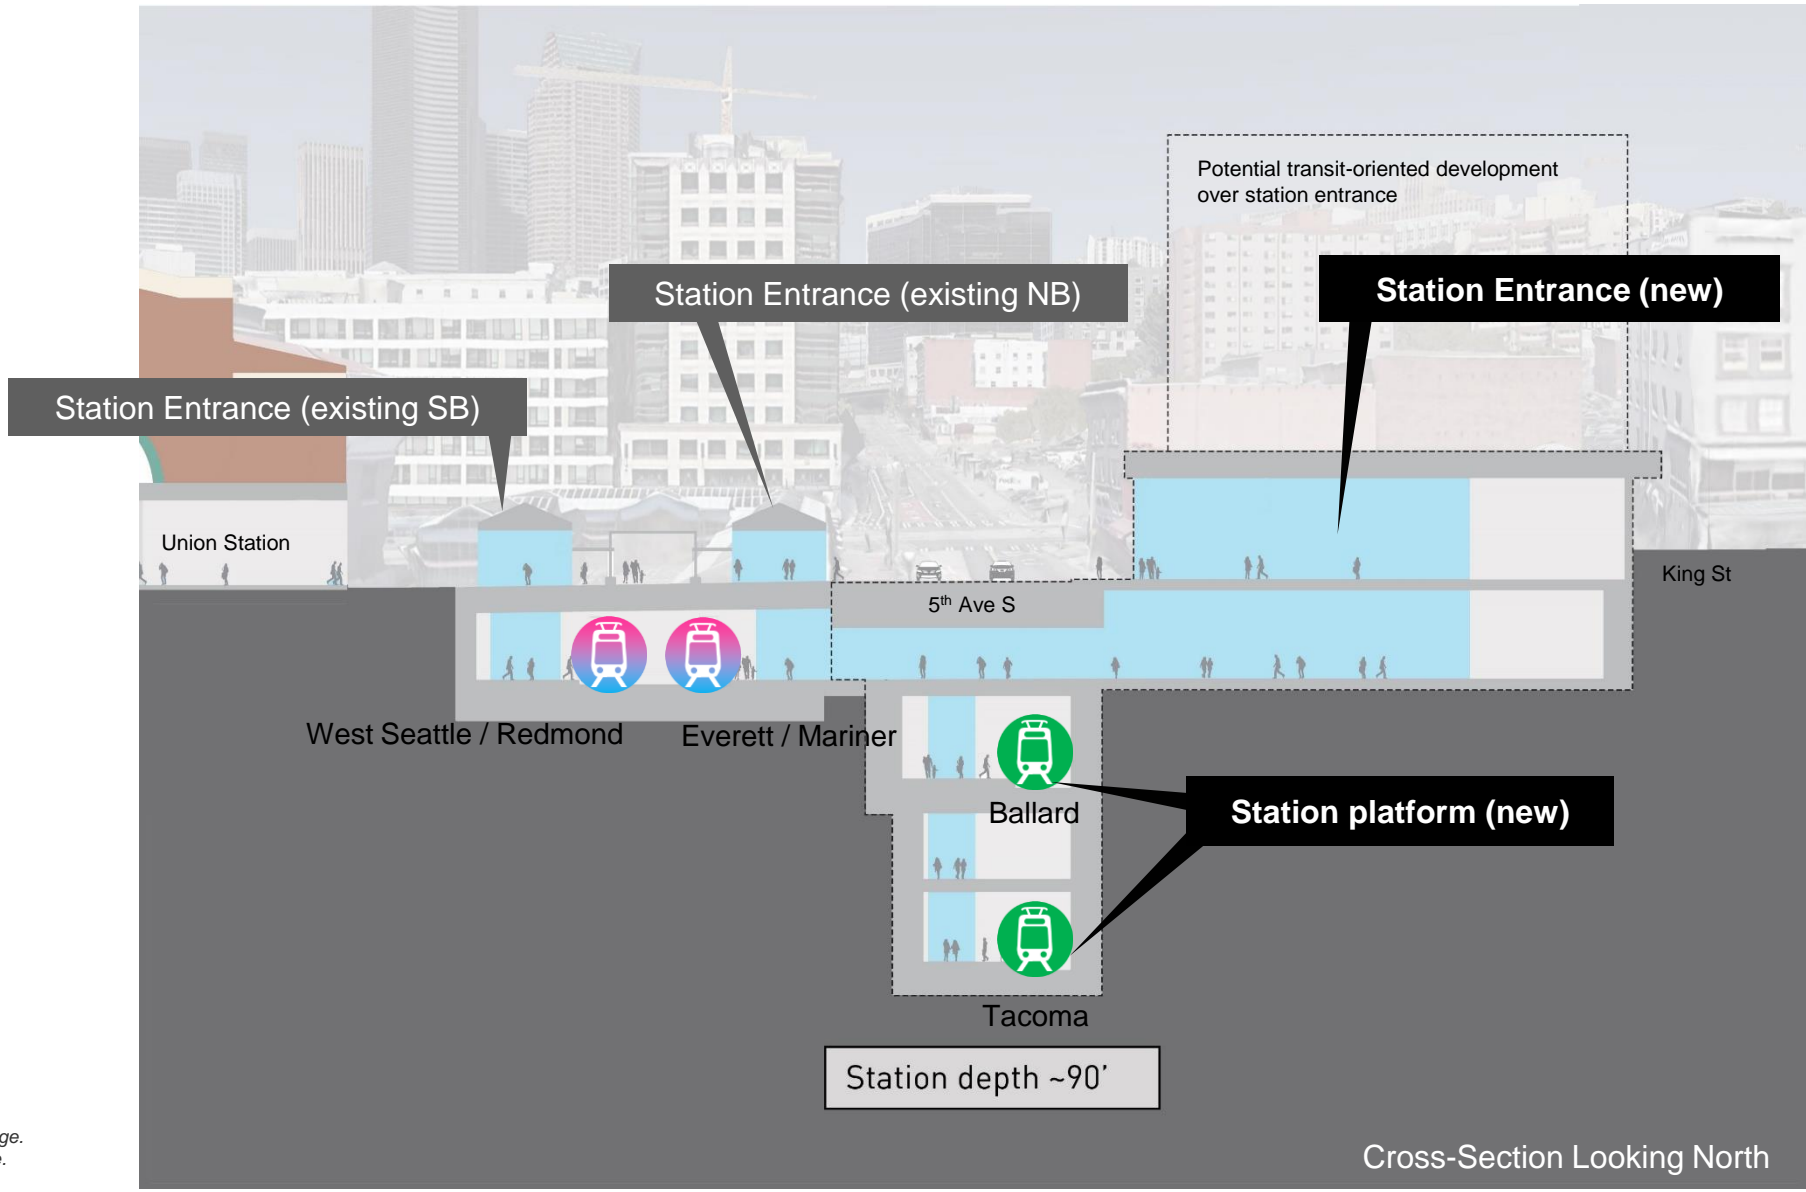 Potential transit-oriented development
over station entrance
Station Entrance (existing NB)
Station Entrance (new)
Station Entrance (existing SB)
Union Station
King St
5th Ave S
West Seattle / Redmond
Everett / Mariner
Ballard
Station platform (new)
Tacoma
Station depth ~90'
Cross-Section Looking North